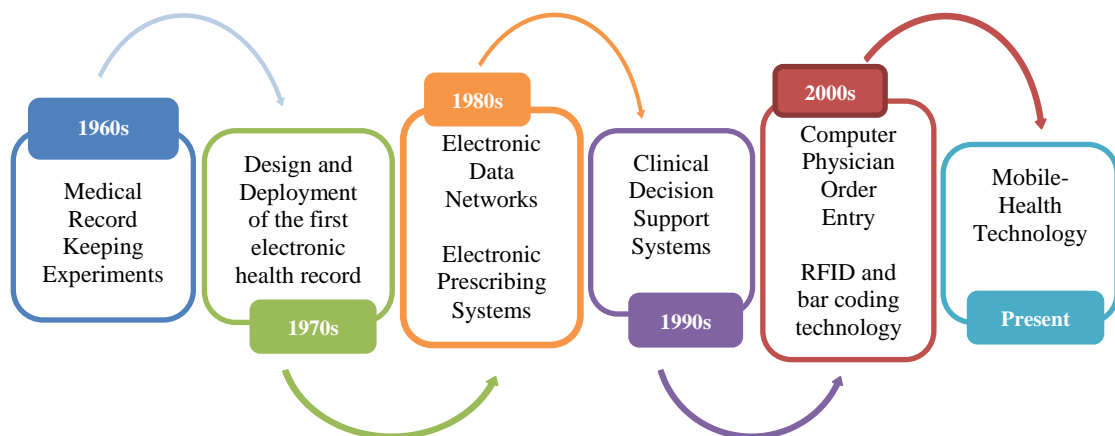 1960s
Medical
Record
Keeping
Experiments
Design and
Deployment
of the first
electronic
health record
1970s
1980s
Electronic
Data
Networks
Electronic
Prescribing
Systems
Clinical
Decision
Support
Systems
1990s
2000s
Computer
Physician
Order
Entry
RFID and
bar coding
technology
Mobile-
Health
Technology
Present